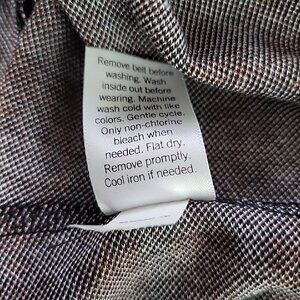 Remove belt before
washing. Wash
inside out before
wearing. Machine
wash cold with like
colors. Gentle cycle.
Only non-chlorine
bleach when
needed. Flat dry.
Remove promptly.
Cool iron if needed.